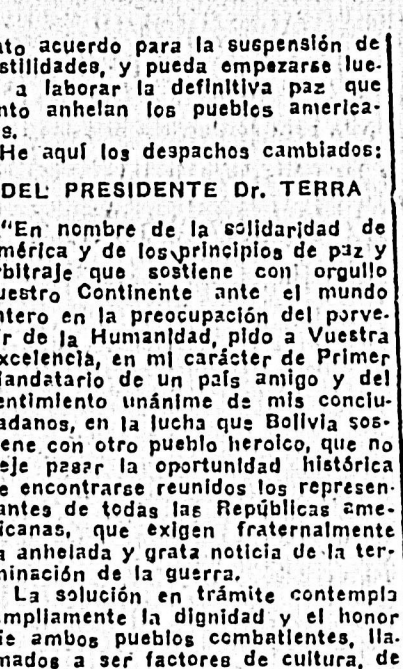 to acuerdo para la suspensión de
stilidades, y pueda empezarse lue-
a laborar la definitiva paz que
nto anhelan los pueblos america-
s.
He aquí los despachos cambiados:
DEL PRESIDENTE Dr. TERRA
"En nombre de la solidaridad de
mérica y de los principios de paz y
rbitraje que sostiene con orgullo
uestro Continente ante el mundo
ntero en la preocupación del porve-
ir de la Humanidad, pido a Vuestra
xcelencia, en mi carácter de Primer
andatario de un país amigo y del
entimiento unánime de mis conciu-
adanos, en la lucha que Bolivia sos-
ene con otro pueblo heroico, que no
eje pasar la oportunidad histórica
e encontrarse reunidos los represen-
antes de todas las Repúblicas ame-
icanas, que exigen fraternalmente
a anhelada y grata noticia de la ter-
minación de la guerra.
La solución en trámite contempla
mpliamente la dignidad y el honor
de ambos pueblos combatientes, lla-
mados a ser factores de cultura, de